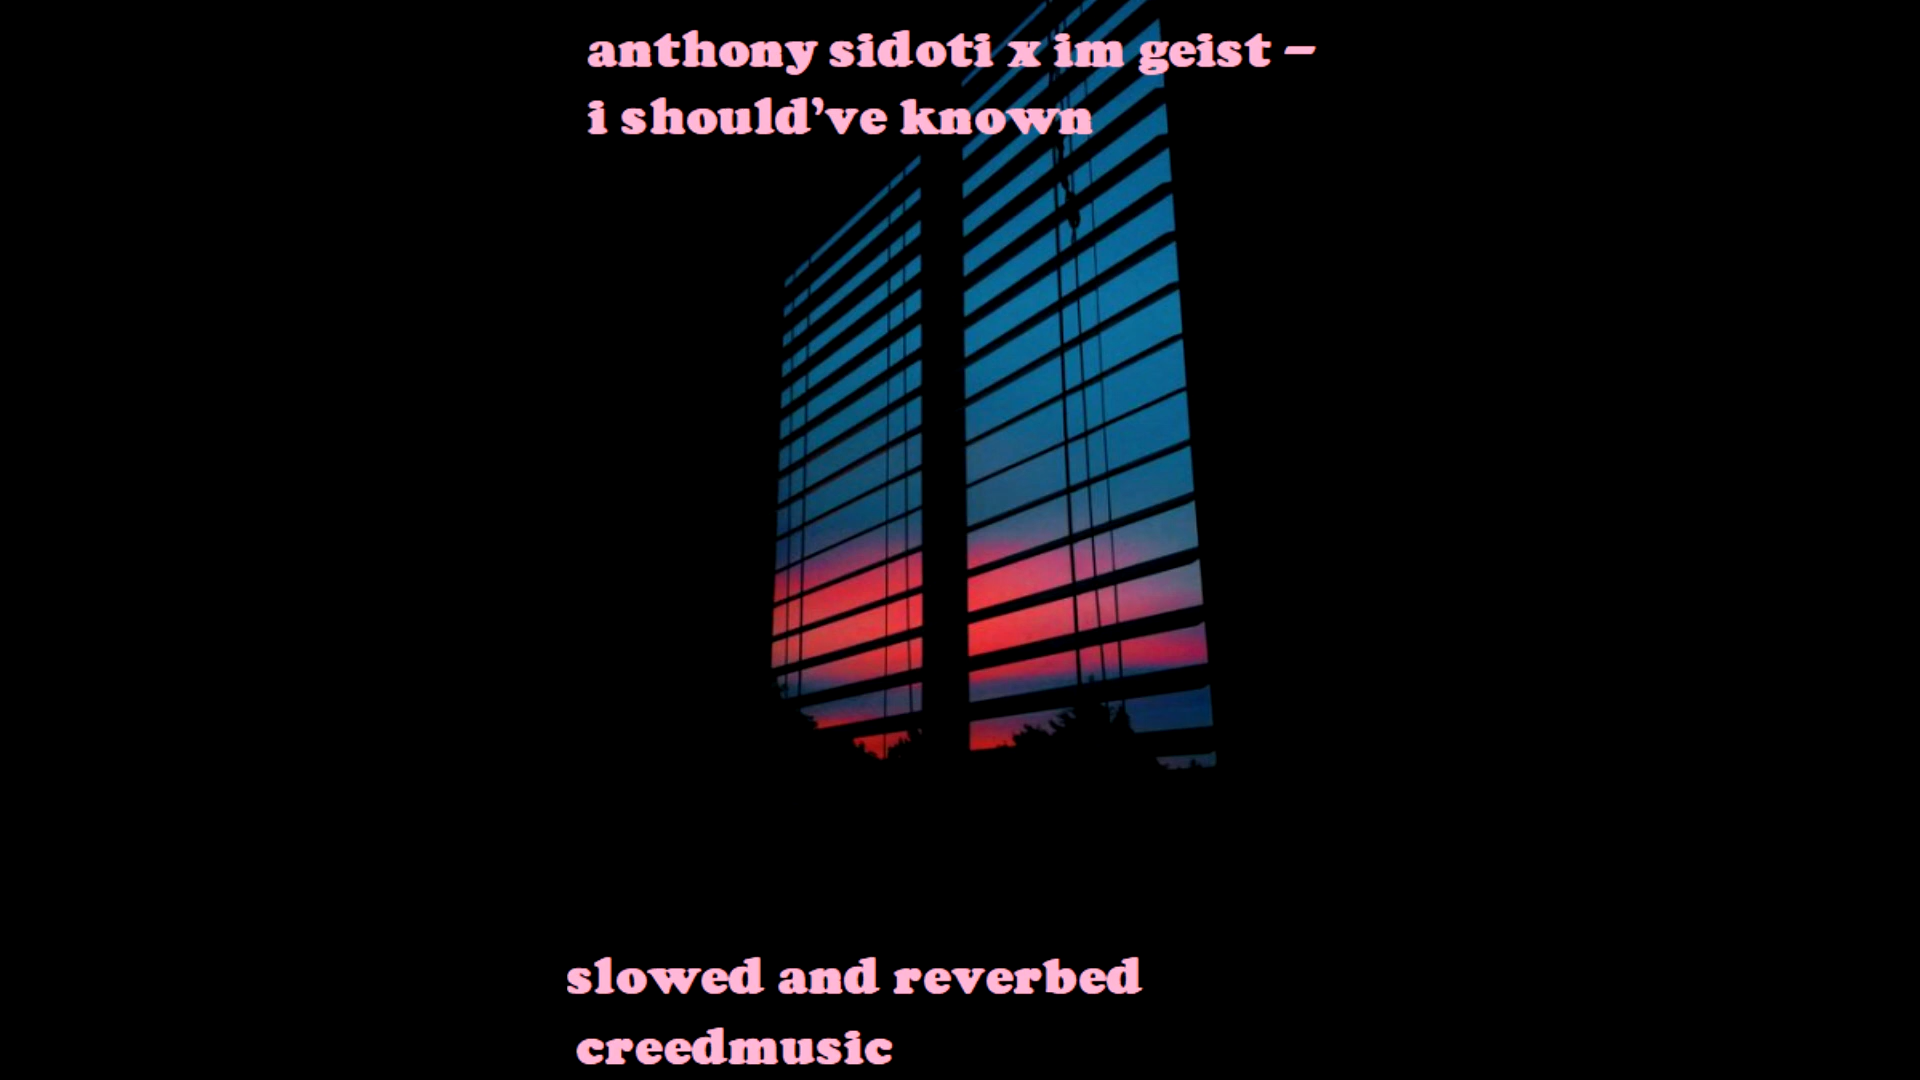 anthony sidoti x im geist –
i should’ve known
slowed and reverbed
creedmusic